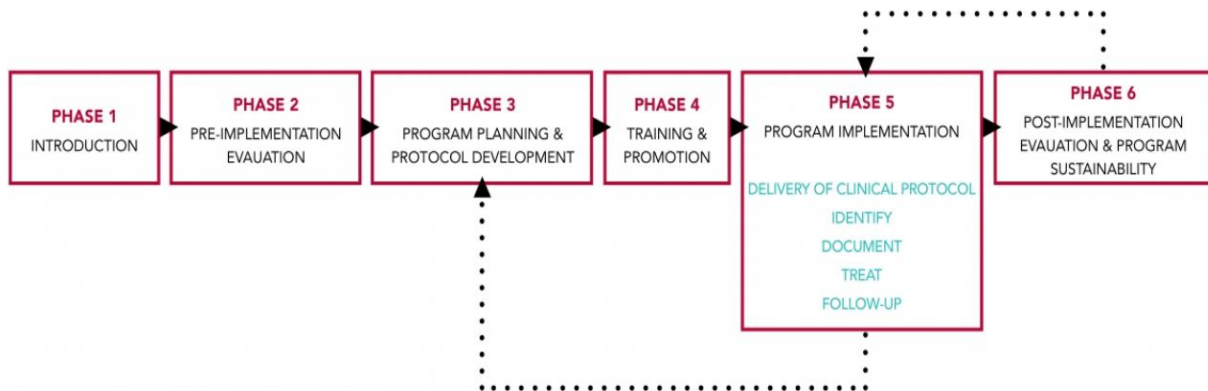 PHASE 1
INTRODUCTION
PHASE 2
PRE-IMPLEMENTATION
EVAUATION
PHASE 3
PROGRAM PLANNING &
PROTOCOL DEVELOPMENT
PHASE 4
TRAINING &
PROMOTION
PHASE 5
PROGRAM IMPLEMENTATION
DELIVERY OF CLINICAL PROTOCOL
IDENTIFY
DOCUMENT
TREAT
FOLLOW-UP
PHASE 6
POST-IMPLEMENTATION
EVAUATION & PROGRAM
SUSTAINABILITY